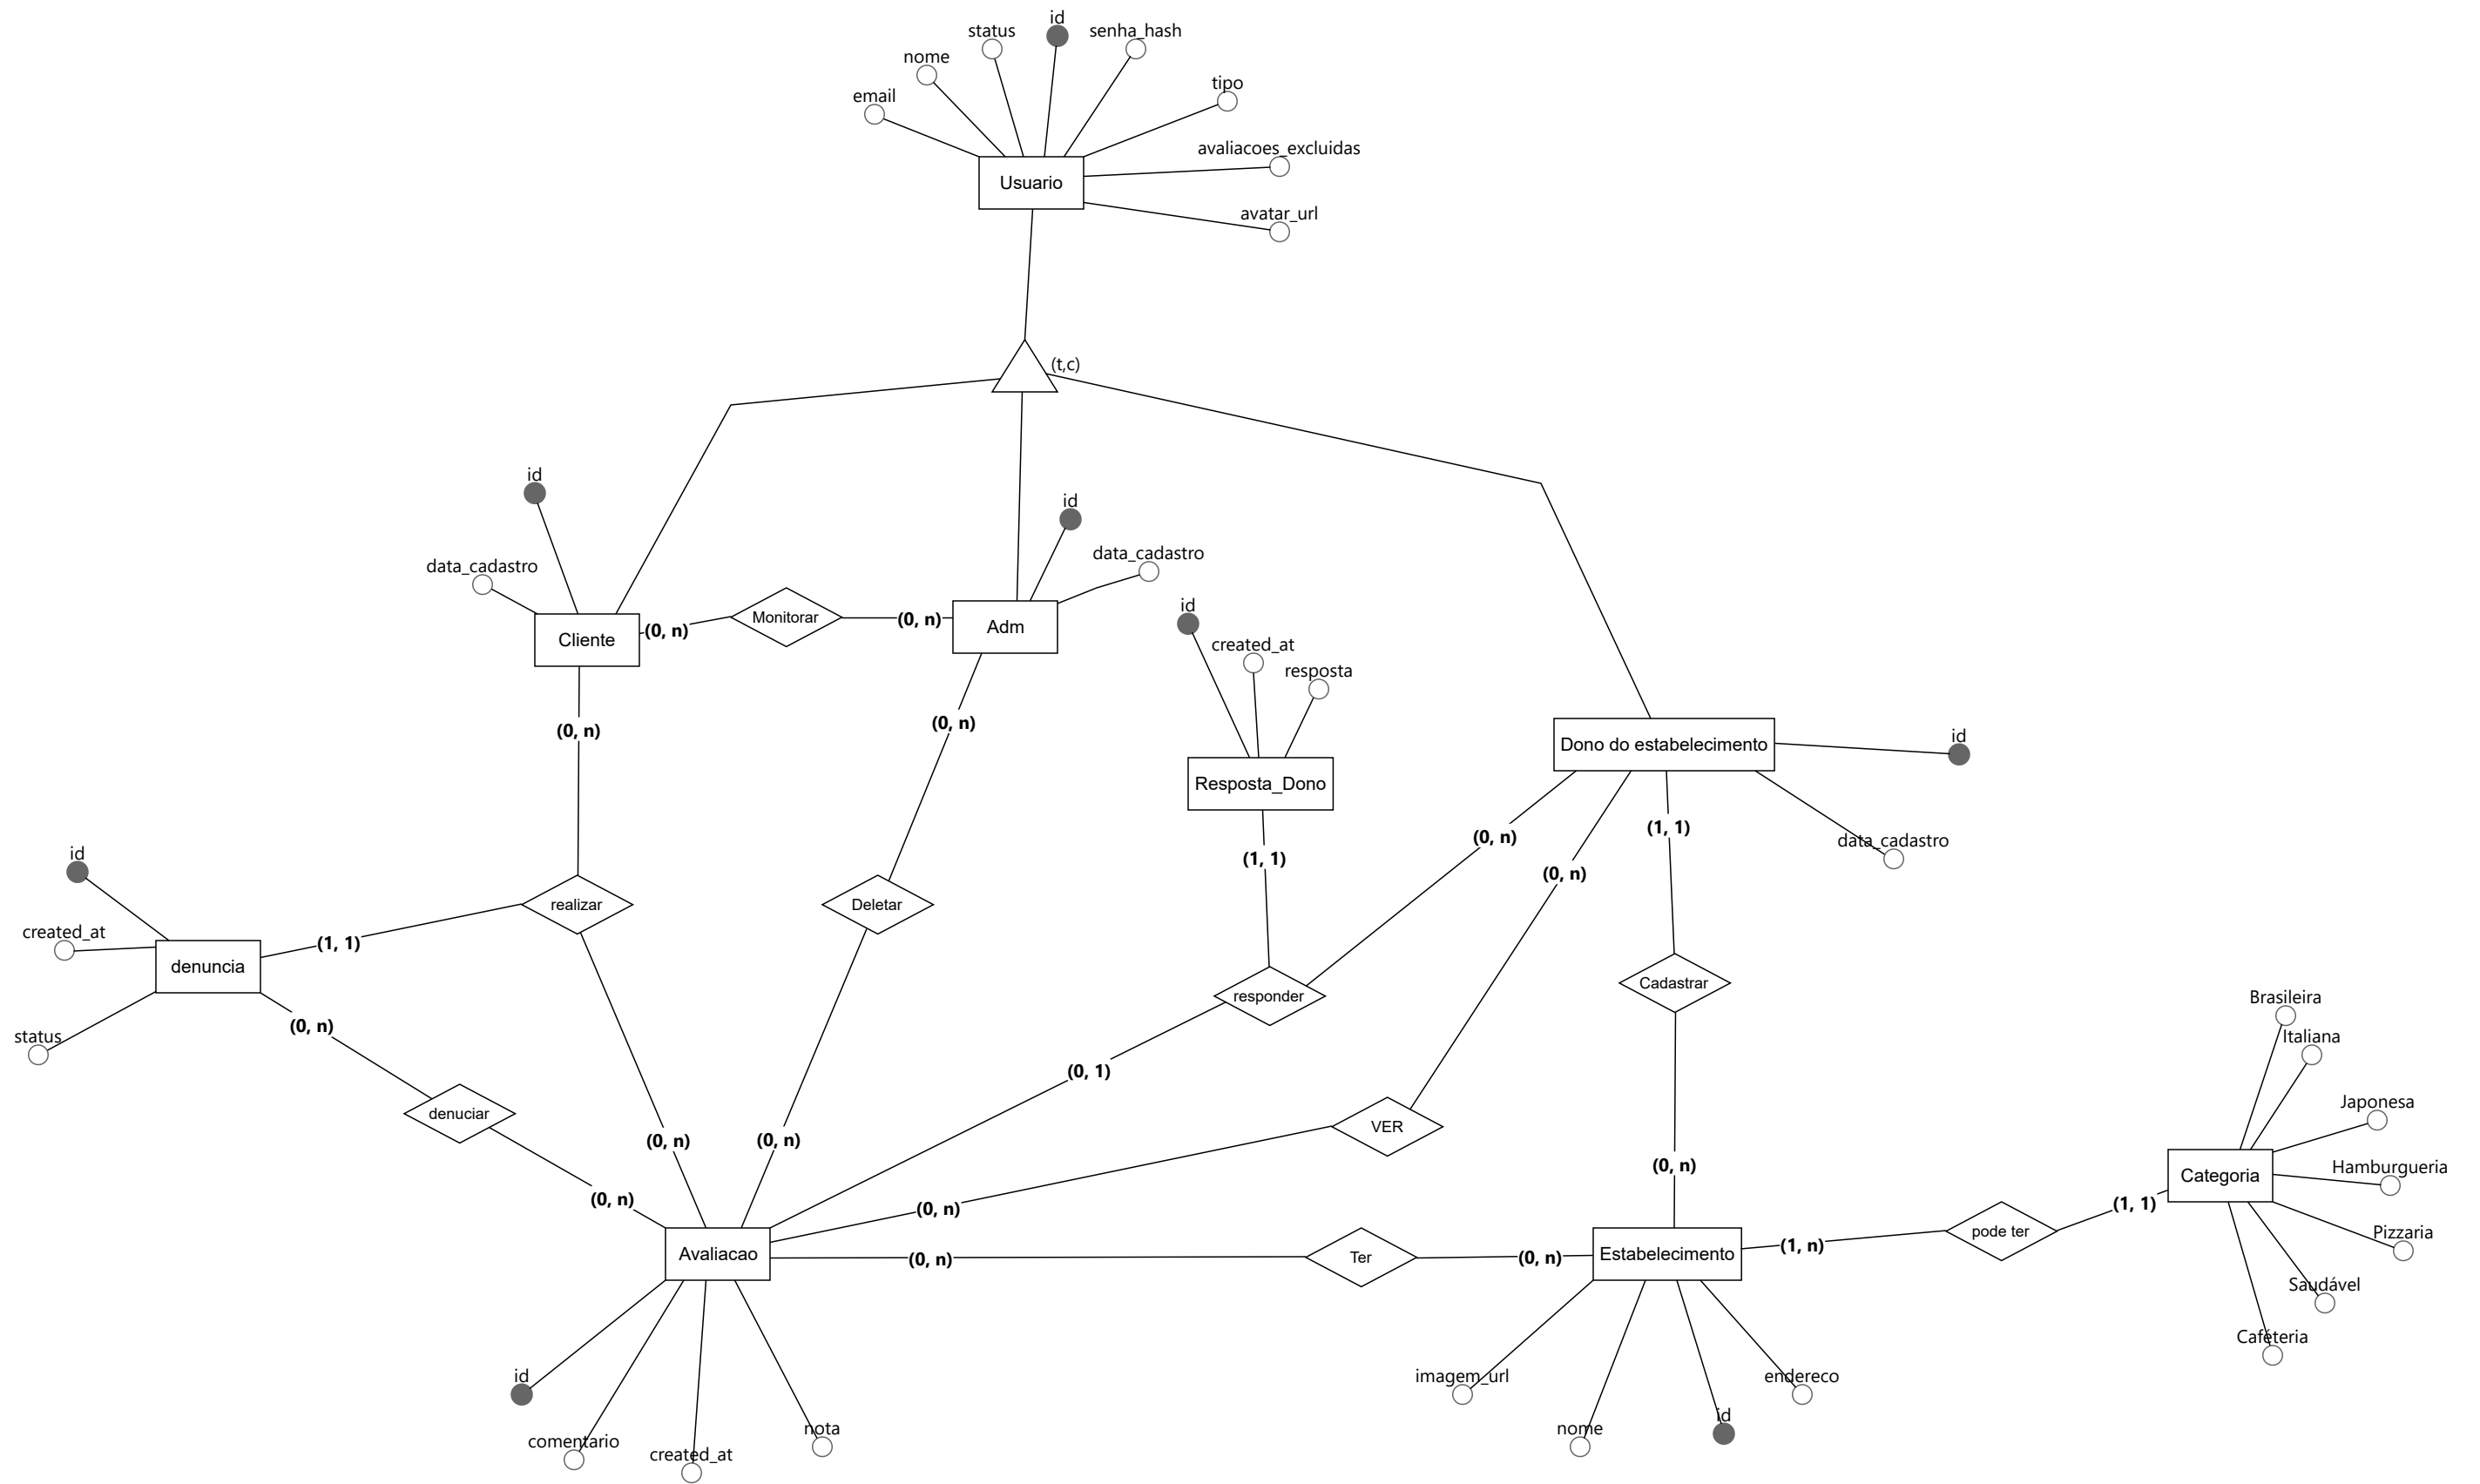 id
status
senha_hash
nome
tipo
email
avaliacoes_excluidas
Usuario
avatar_url
(t,c)
id
id
data_cadastro
data_cadastro
id
Cliente
(0, n)
Monitorar
(0, n)
Adm
created_at
resposta
(0, n)
(0, n)
Dono do estabelecimento
id
Resposta_Dono
(0, n)
(1, 1)
data_cadastro
id
(1, 1)
(0, n)
realizar
Deletar
created_at
(1, 1)
denuncia
responder
Cadastrar
status
(0, n)
Brasileira
Italiana
(0, 1)
denuciar
VER
Japonesa
(0, n)
(0, n)
(0, n)
Hamburgueria
Categoria
(0, n)
(0, n)
(1, 1)
Avaliacao
(0, n)
Ter
(0, n)
Estabelecimento
(1, n)
pode ter
Pizzaria
Saudável
Caféteria
id
imagem_url
endereco
comentario
created_at
nota
nome
id